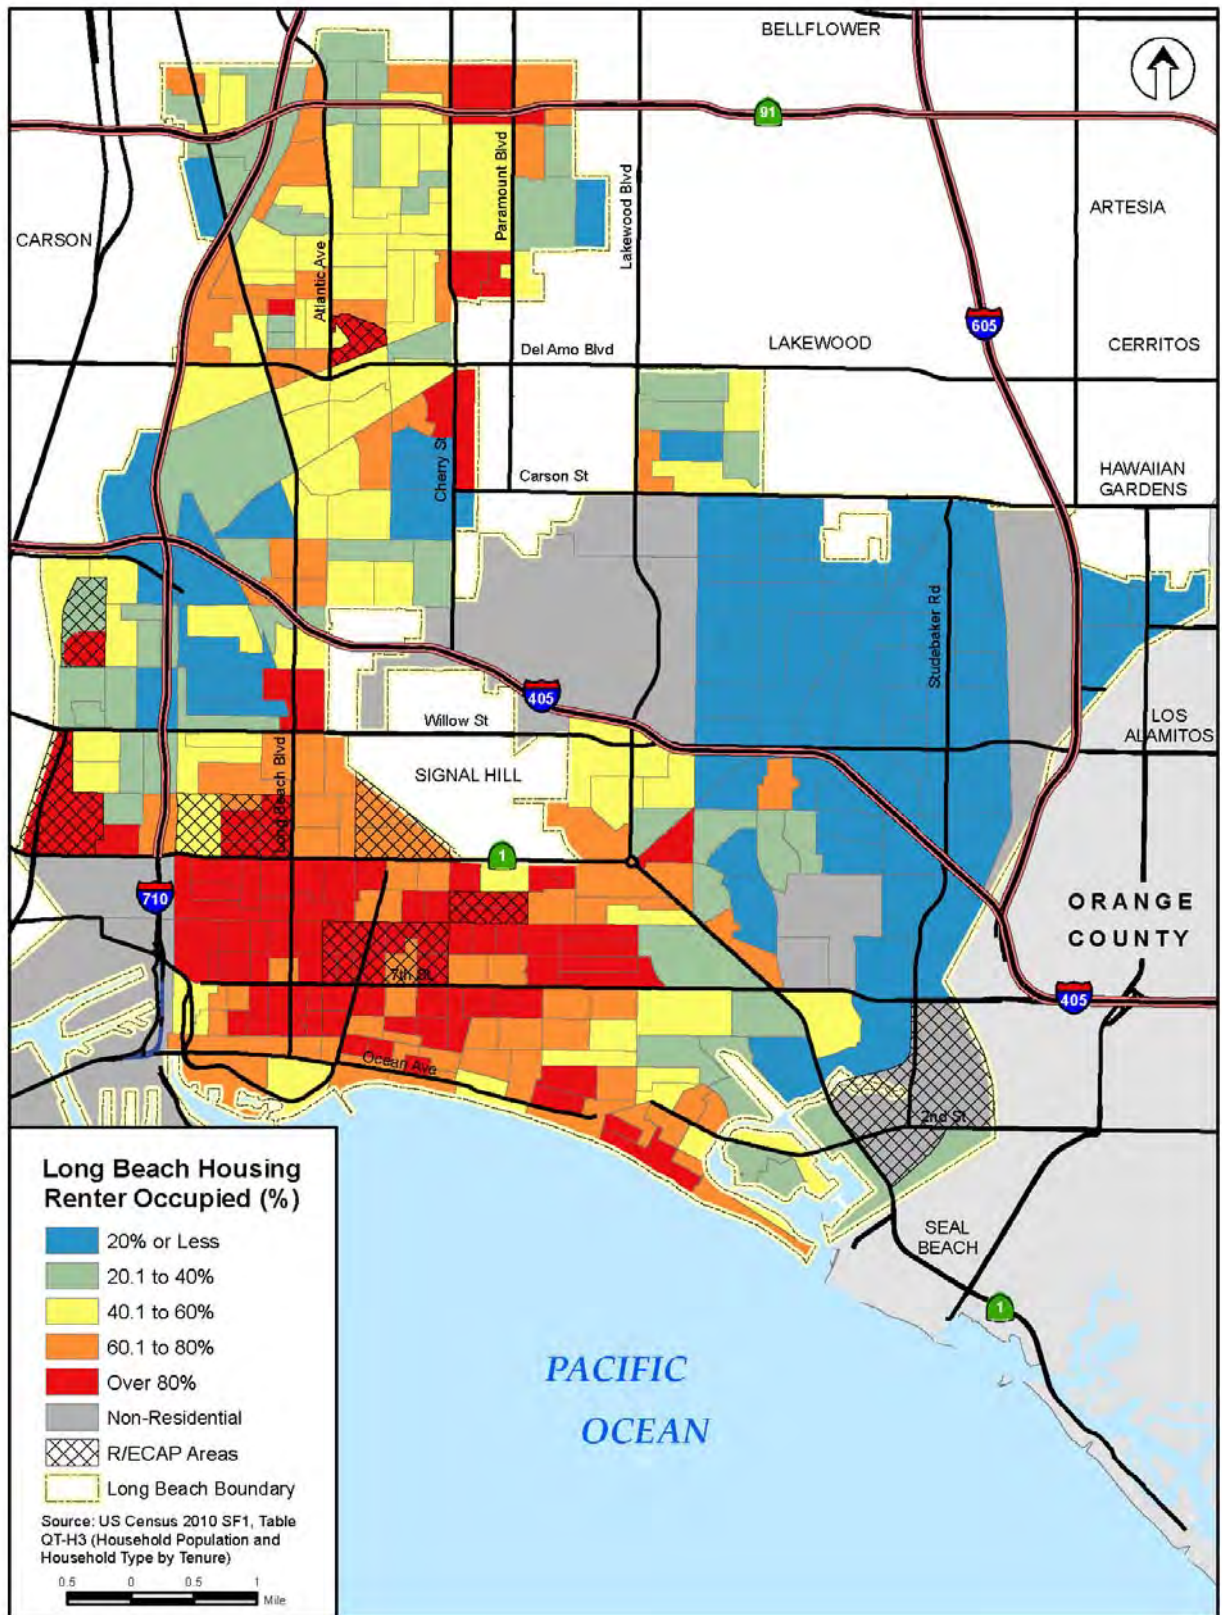 BELLFLOWER
91
Paramount Blvd
Lakewood Blvd
ARTESIA
CARSON
Atlantic Ave
605
Del Amo Blvd
LAKEWOOD
CERRITOS
Cherry St
Carson St
HAWAIIAN
GARDENS
Studebaker Rd
405
Willow St
LOS
ALAMITOS
Long Beach Blvd
SIGNAL HILL
1
710
ORANGE
COUNTY
7th St
405
Ocean Ave
2nd St
SEAL
BEACH
1
PACIFIC
OCEAN
Long Beach Housing
Renter Occupied (%)
20% or Less
20.1 to 40%
40.1 to 60%
60.1 to 80%
Over 80%
Non-Residential
R/ECAP Areas
Long Beach Boundary
Source: US Census 2010 SF1, Table
QT-H3 (Household Population and
Household Type by Tenure)
0.5 0 0.5 1
Mile